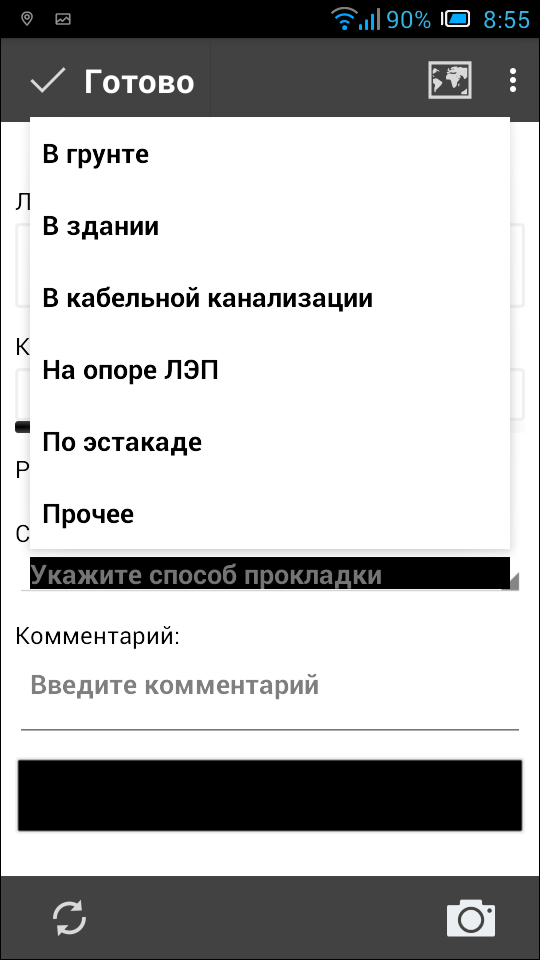 90% 8:55
Готово
В грунте
Л
В здании
В кабельной канализации
К
На опоре ЛЭП
По эстакаде
Р
Прочее
С
Укажите способ прокладки
Комментарий:
Введите комментарий